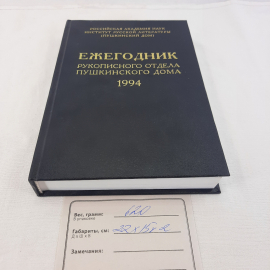 РОССИЙСКАЯ АКАДЕМИЯ НАУК
ИНСТИТУТ РУССКОЙ ЛИТЕРАТУРЫ
(ПУШКИНСКИЙ ДОМ)
ЕЖЕГОДНИК
РУКОПИСНОГО ОТДЕЛА
ПУШКИНСКОГО ДОМА
1994
Вес, грамм:
Габариты, см:
Замечания: